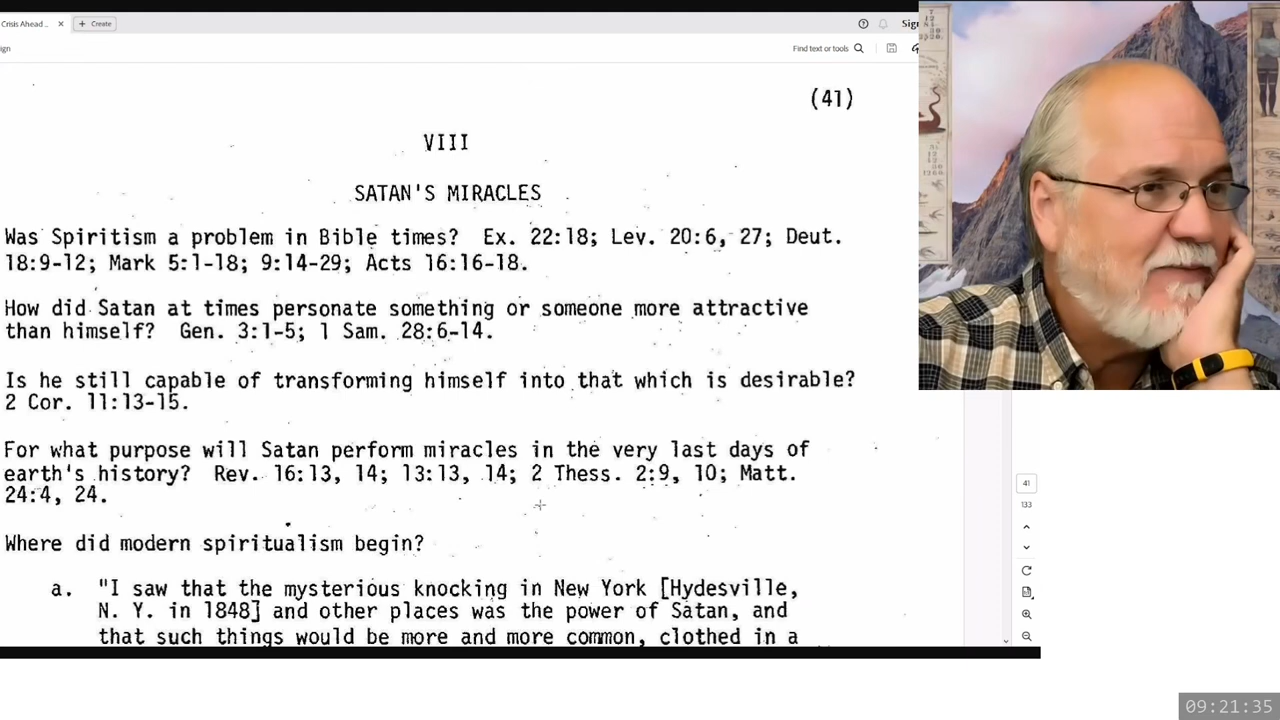 Crisis Ahead ..
Create
Sign
ign
Find text or tools
(41)
VIII
SATAN'S MIRACLES
Was Spiritism a problem in Bible times? Ex. 22:18; Lev. 20:6, 27; Deut.
18:9-12; Mark 5:1-18; 9:14-29; Acts 16:16-18.
How did Satan at times personate something or someone more attractive
than himself? Gen. 3:1-5; 1 Sam. 28:6-14.
Is he still capable of transforming himself into that which is desirable?
2 Cor. 11:13-15.
For what purpose will Satan perform miracles in the very last days of
earth's history? Rev. 16:13, 14; 13:13, 14; 2 Thess. 2:9, 10; Matt.
24:4, 24.
Where did modern spiritualism begin?
a. "I saw that the mysterious knocking in New York [Hydesville,
N. Y. in 1848] and other places was the power of Satan, and
that such things would be more and more common, clothed in a
41
133
09:21:35